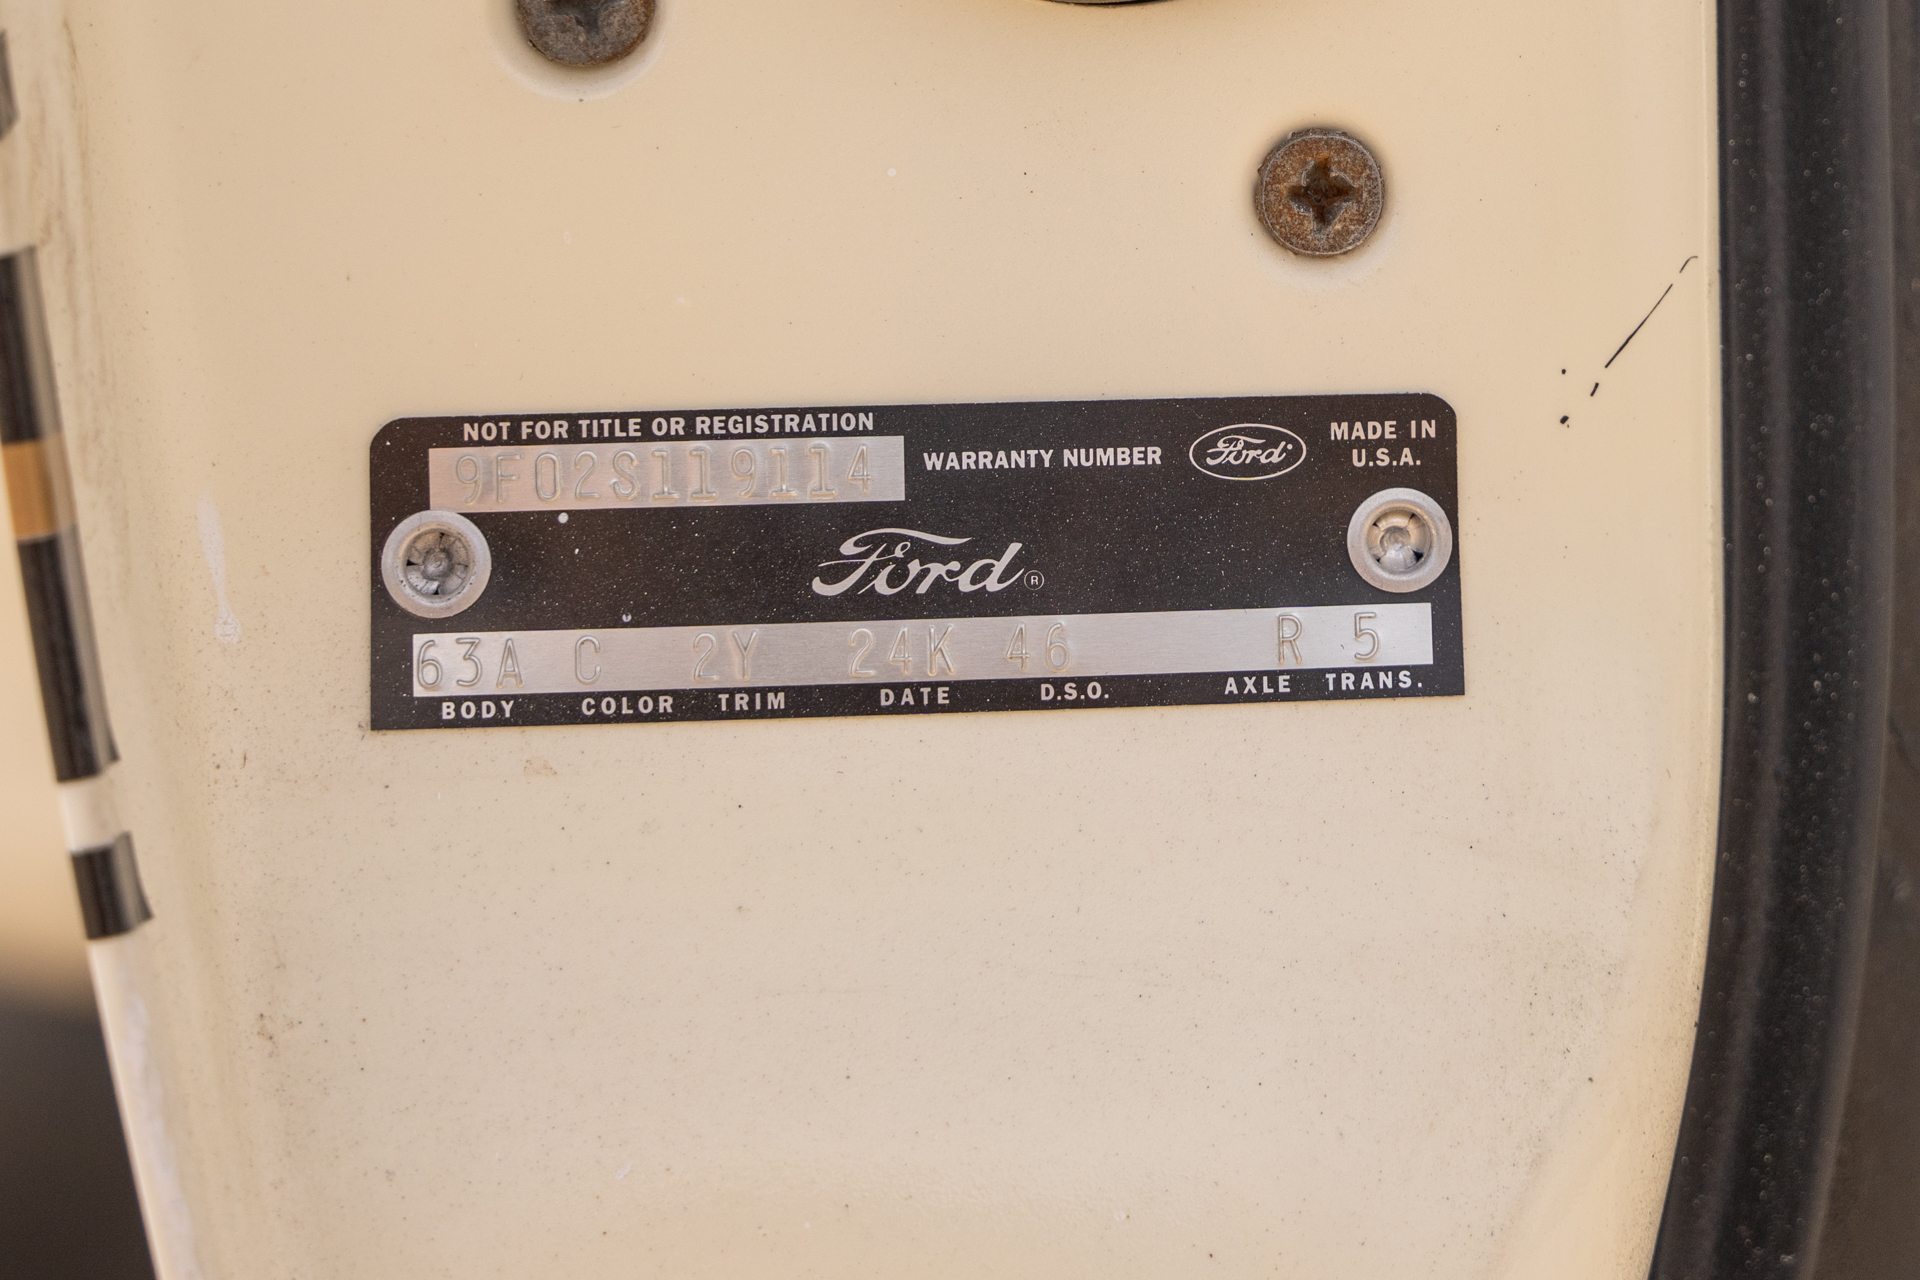 NOT FOR TITLE OR REGISTRATION
9F02S119114
WARRANTY NUMBER
Ford
MADE IN
U.S.A.
Ford®
63A C 2Y 24K 46 R 5
BODY COLOR TRIM DATE D.S.O. AXLE TRANS.